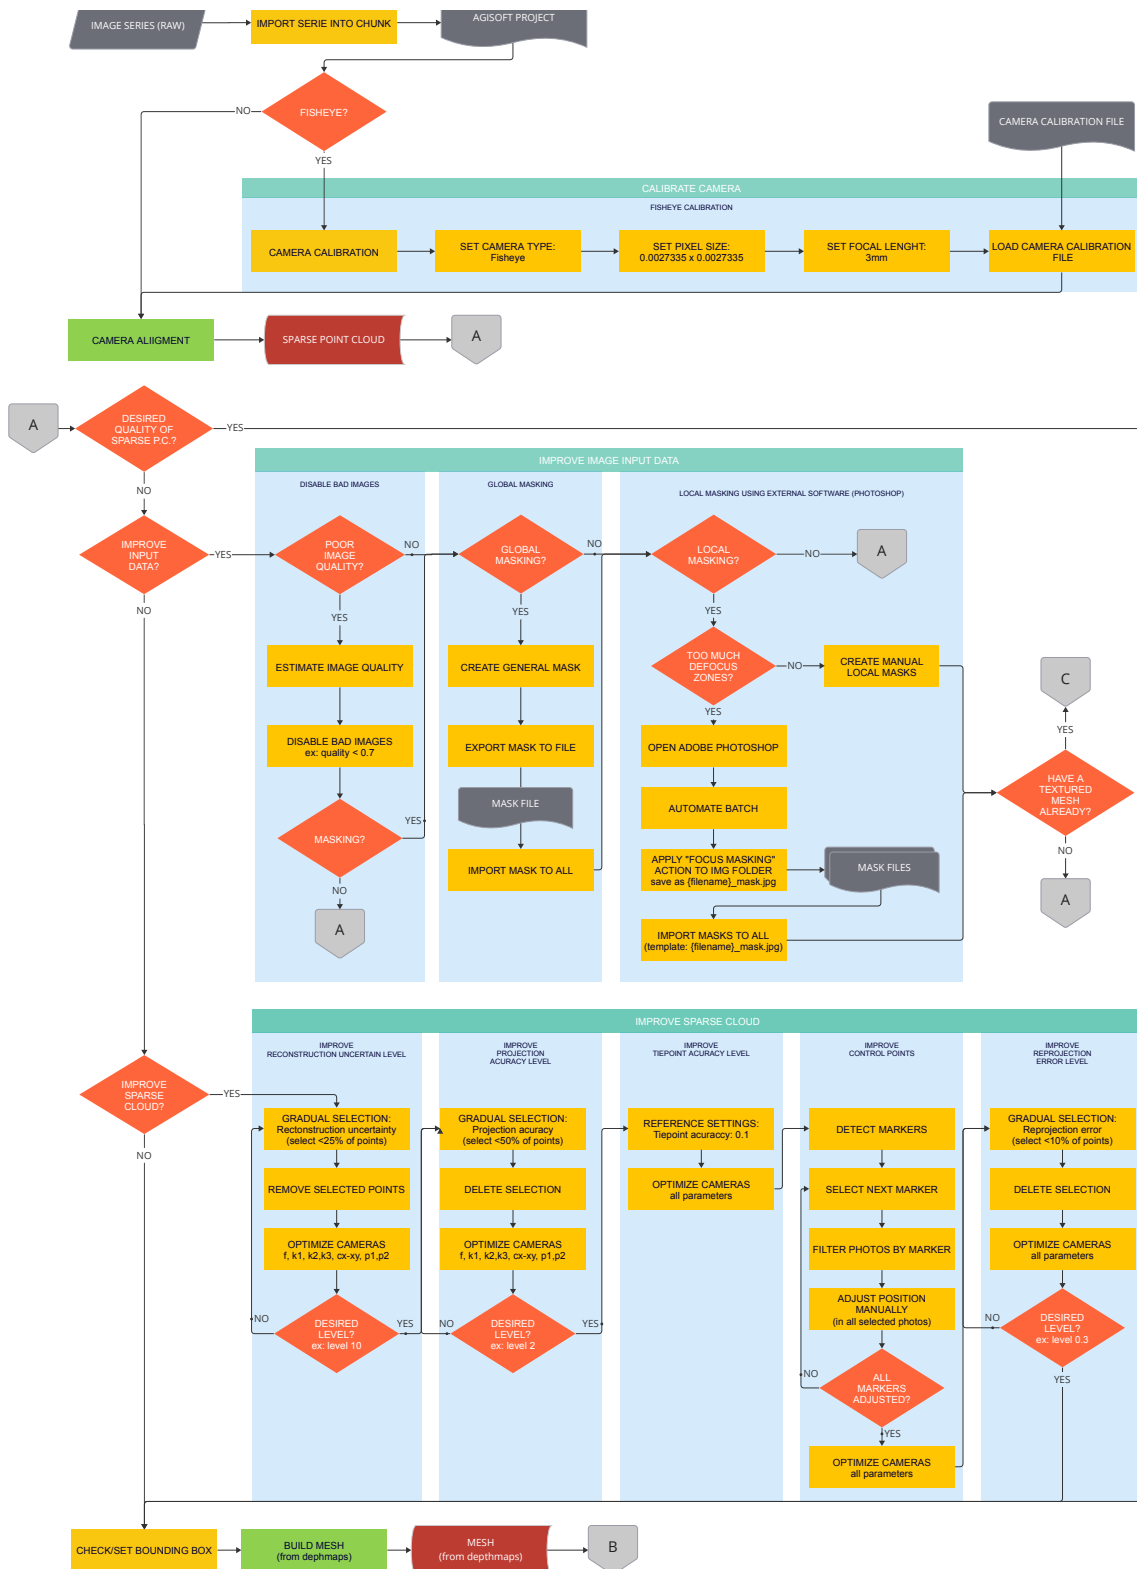 IMAGE SERIES (RAW)
IMPORT SERIE INTO CHUNK
AGISOFT PROJECT
FISHEYE?
NO
YES
CAMERA CALIBRATION FILE
CALIBRATE CAMERA
FISHEYE CALIBRATION
CAMERA CALIBRATION
SET CAMERA TYPE:
Fisheye
SET PIXEL SIZE:
0.0027335 x 0.0027335
SET FOCAL LENGHT:
3mm
LOAD CAMERA CALIBRATION
FILE
CAMERA ALIIGMENT
SPARSE POINT CLOUD
A
A
DESIRED
QUALITY OF
SPARSE P.C.?
YES
NO
IMPROVE
INPUT
DATA?
YES
NO
IMPROVE IMAGE INPUT DATA
DISABLE BAD IMAGES
POOR
IMAGE
QUALITY?
NO
YES
ESTIMATE IMAGE QUALITY
DISABLE BAD IMAGES
ex: quality < 0.7
MASKING?
YES
NO
A
GLOBAL MASKING
GLOBAL
MASKING?
NO
YES
CREATE GENERAL MASK
EXPORT MASK TO FILE
MASK FILE
IMPORT MASK TO ALL
LOCAL MASKING USING EXTERNAL SOFTWARE (PHOTOSHOP)
LOCAL
MASKING?
NO
A
YES
TOO MUCH
DEFOCUS
ZONES?
NO
CREATE MANUAL
LOCAL MASKS
YES
OPEN ADOBE PHOTOSHOP
AUTOMATE BATCH
APPLY "FOCUS MASKING"
ACTION TO IMG FOLDER
save as {filename}_mask.jpg
MASK FILES
IMPORT MASKS TO ALL
(template: {filename}_mask.jpg)
C
YES
HAVE A
TEXTURED
MESH
ALREADY?
NO
A
IMPROVE
SPARSE
CLOUD?
YES
NO
IMPROVE SPARSE CLOUD
IMPROVE
RECONSTRUCTION UNCERTAIN LEVEL
GRADUAL SELECTION:
Rectonstruction uncertainty
(select <25% of points)
REMOVE SELECTED POINTS
OPTIMIZE CAMERAS
f, k1, k2,k3, cx-xy, p1,p2
NO
DESIRED
LEVEL?
ex: level 10
YES
IMPROVE
PROJECTION
ACURACY LEVEL
GRADUAL SELECTION:
Projection acuracy
(select <50% of points)
DELETE SELECTION
OPTIMIZE CAMERAS
f, k1, k2,k3, cx-xy, p1,p2
NO
DESIRED
LEVEL?
ex: level 2
YES
IMPROVE
TIEPOINT ACURACY LEVEL
REFERENCE SETTINGS:
Tiepoint acuraccy: 0.1
OPTIMIZE CAMERAS
all parameters
IMPROVE
CONTROL POINTS
DETECT MARKERS
SELECT NEXT MARKER
FILTER PHOTOS BY MARKER
ADJUST POSITION
MANUALLY
(in all selected photos)
NO
ALL
MARKERS
ADJUSTED?
YES
OPTIMIZE CAMERAS
all parameters
IMPROVE
REPROJECTION
ERROR LEVEL
GRADUAL SELECTION:
Reprojection error
(select <10% of points)
DELETE SELECTION
OPTIMIZE CAMERAS
all parameters
NO
DESIRED
LEVEL?
ex: level 0.3
YES
CHECK/SET BOUNDING BOX
BUILD MESH
(from dephmaps)
MESH
(from depthmaps)
B